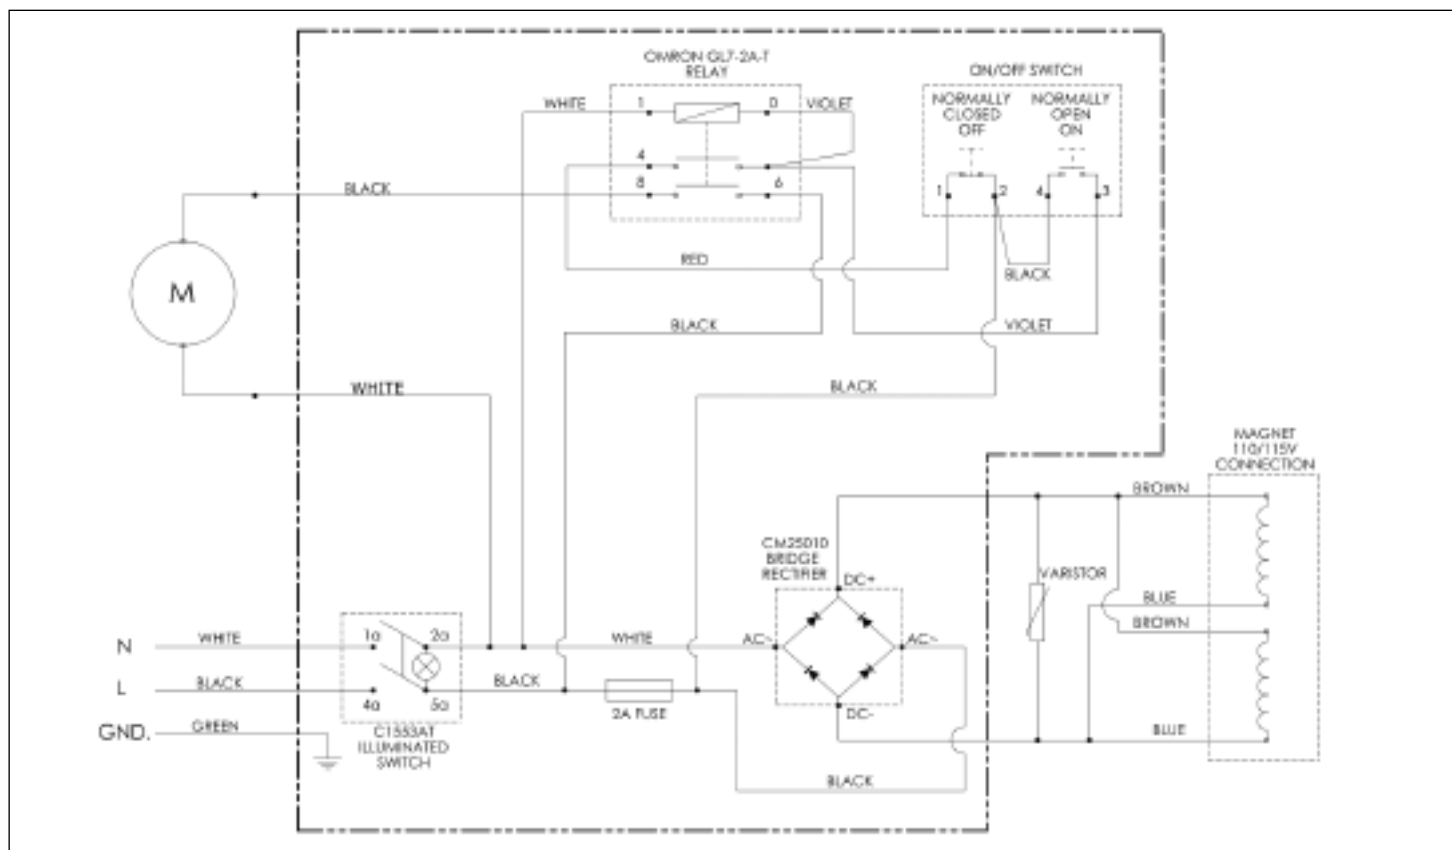 OMRON GL7-2A-T
RELAY
ON/OFF SWITCH
WHITE
1
0
VIOLET
NORMALLY
CLOSED
OFF
NORMALLY
OPEN
ON
4
8
6
BLACK
1
2
4
3
RED
BLACK
M
BLACK
VIOLET
WHITE
BLACK
MAGNET
110/115V
CONNECTION
BROWN
CM25010
BRIDGE
RECTIFIER
DC+
VARISTOR
BLUE
BROWN
N
WHITE
1a
2a
WHITE
AC~
AC~
L
BLACK
4a
5a
BLACK
2A FUSE
DC-
GND.
GREEN
C1553AT
ILLUMINATED
SWITCH
BLUE
BLACK